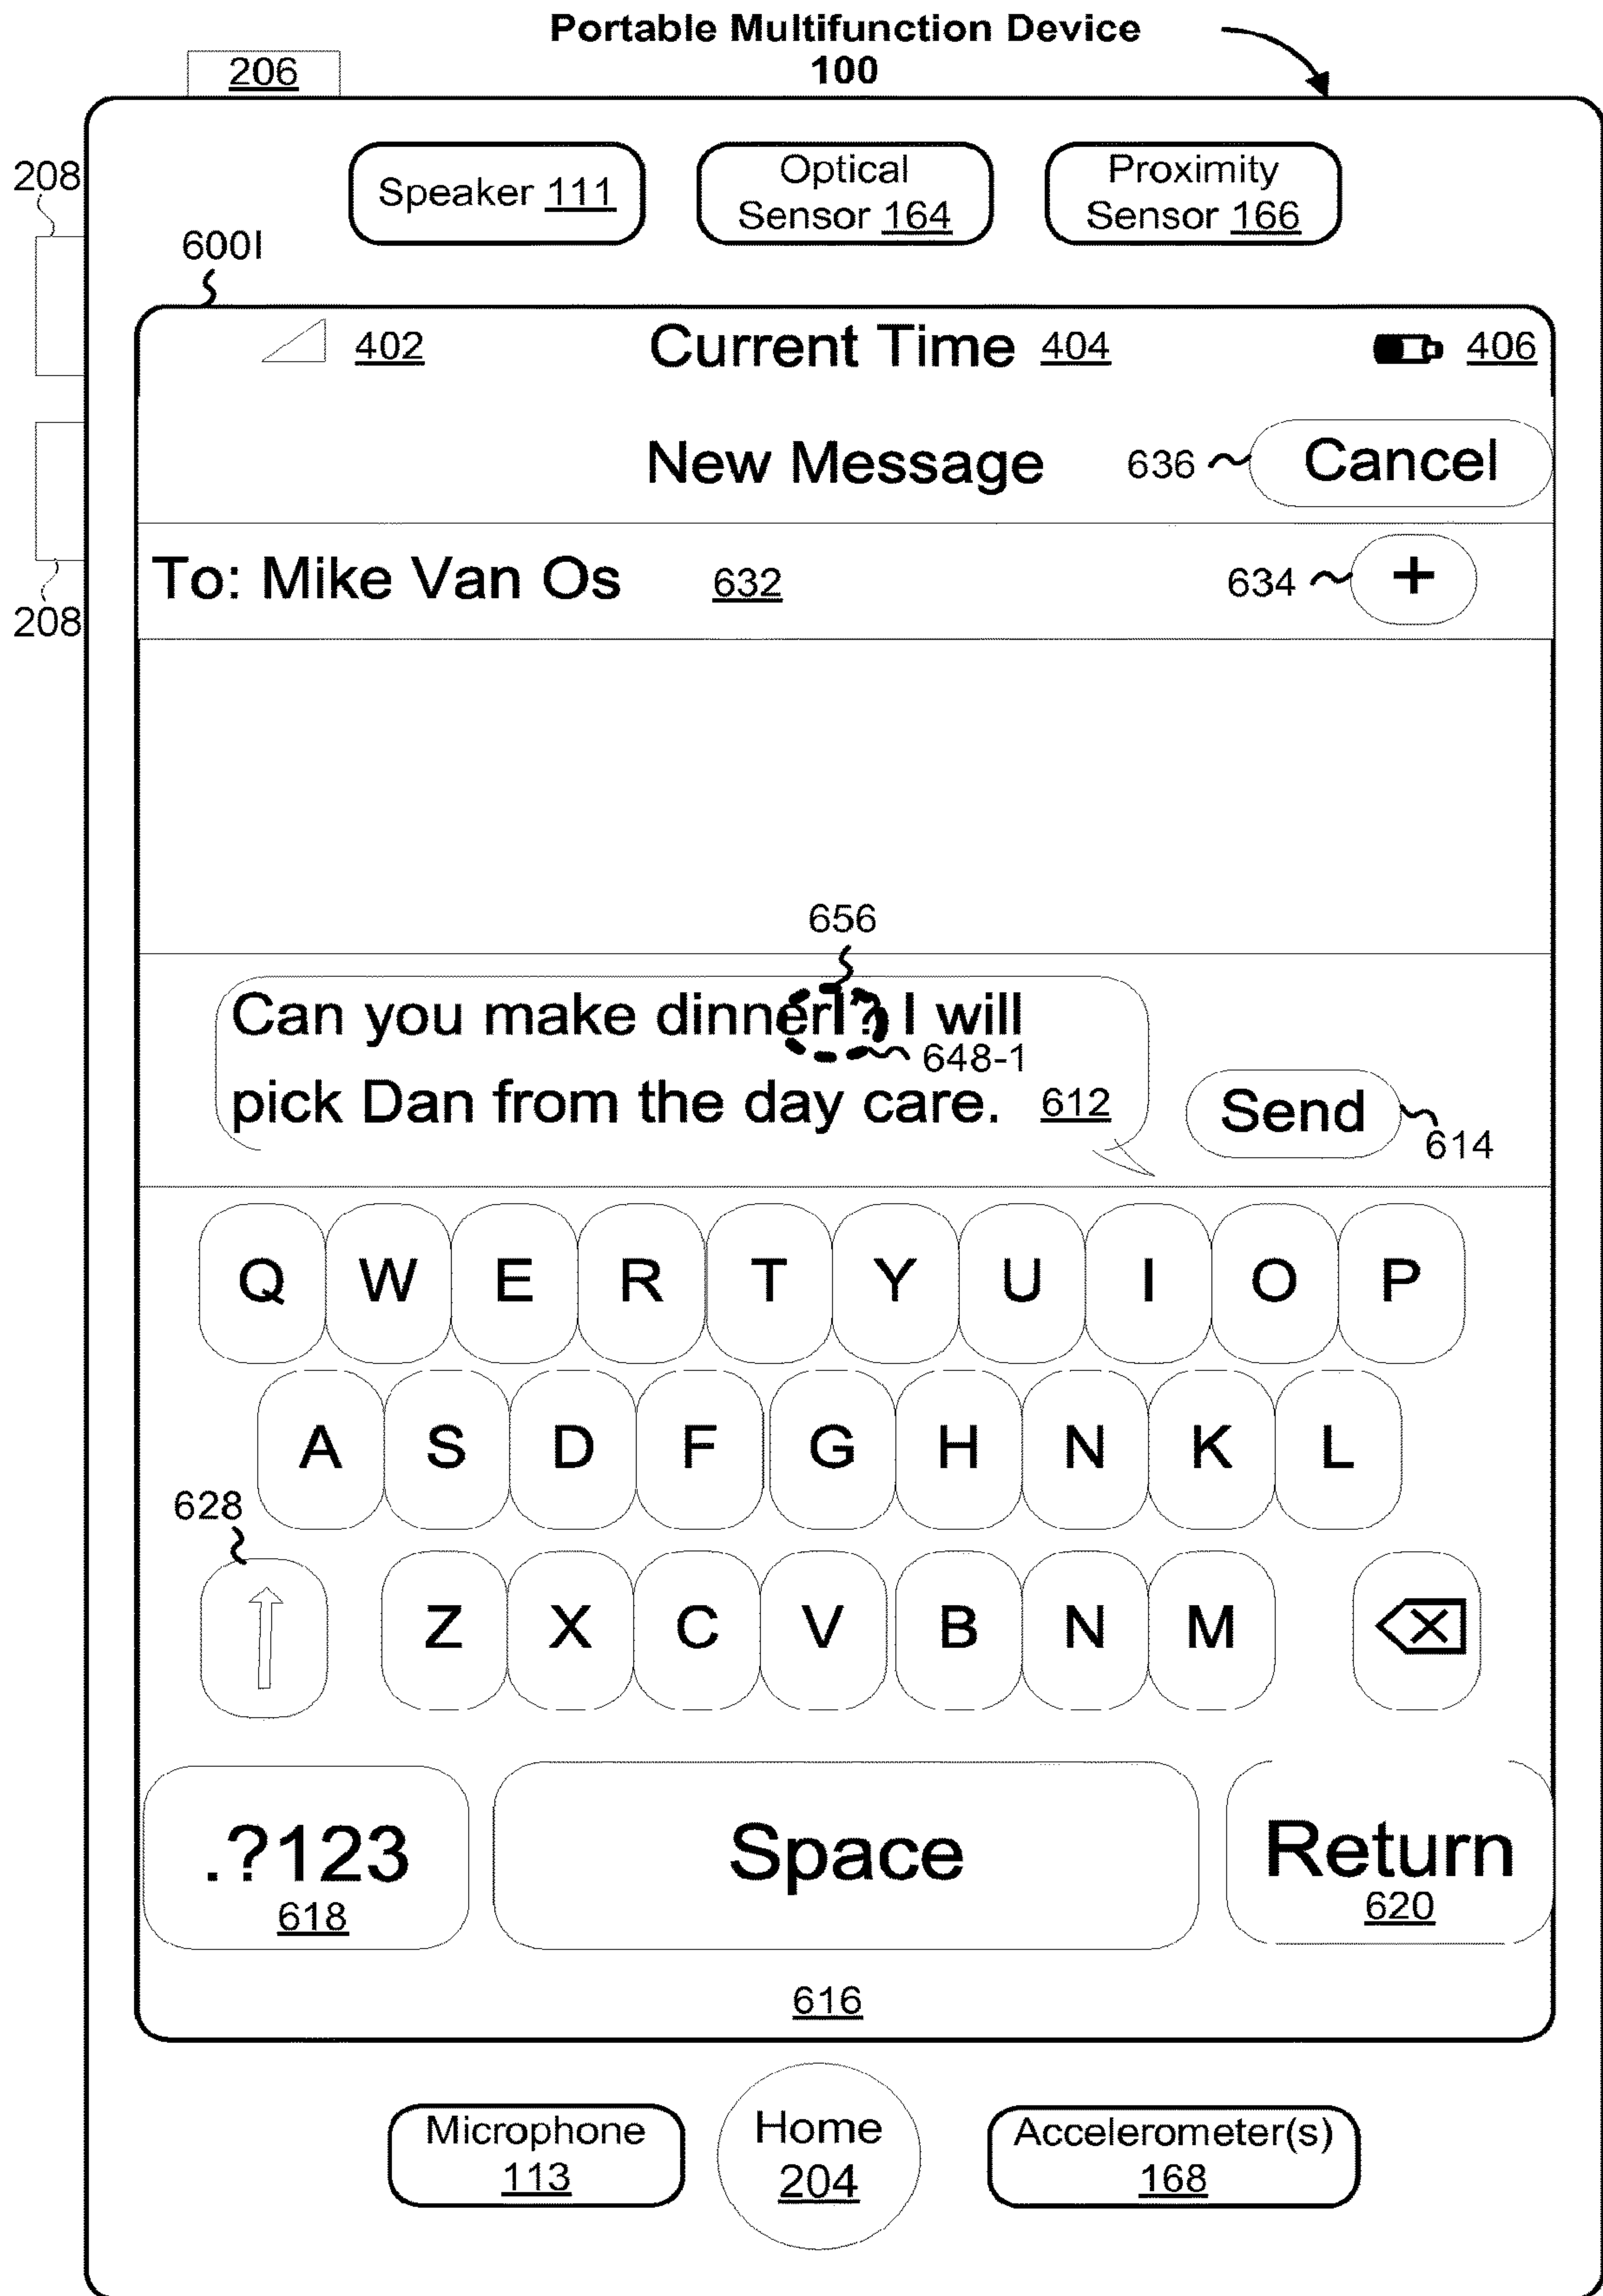 Portable Multifunction Device
100
206
208
Speaker 111
Optical
Sensor 164
Proximity
Sensor 166
600I
402
Current Time 404
406
New Message
636
Cancel
To: Mike Van Os
632
634
+
208
656
Can you make dinner? I will
648-1
pick Dan from the day care.
612
Send
614
Q W E R T Y U I O P
A S D F G H N K L
628
Z X C V B N M
.?123
618
Space
Return
620
616
Microphone
113
Home
204
Accelerometer(s)
168